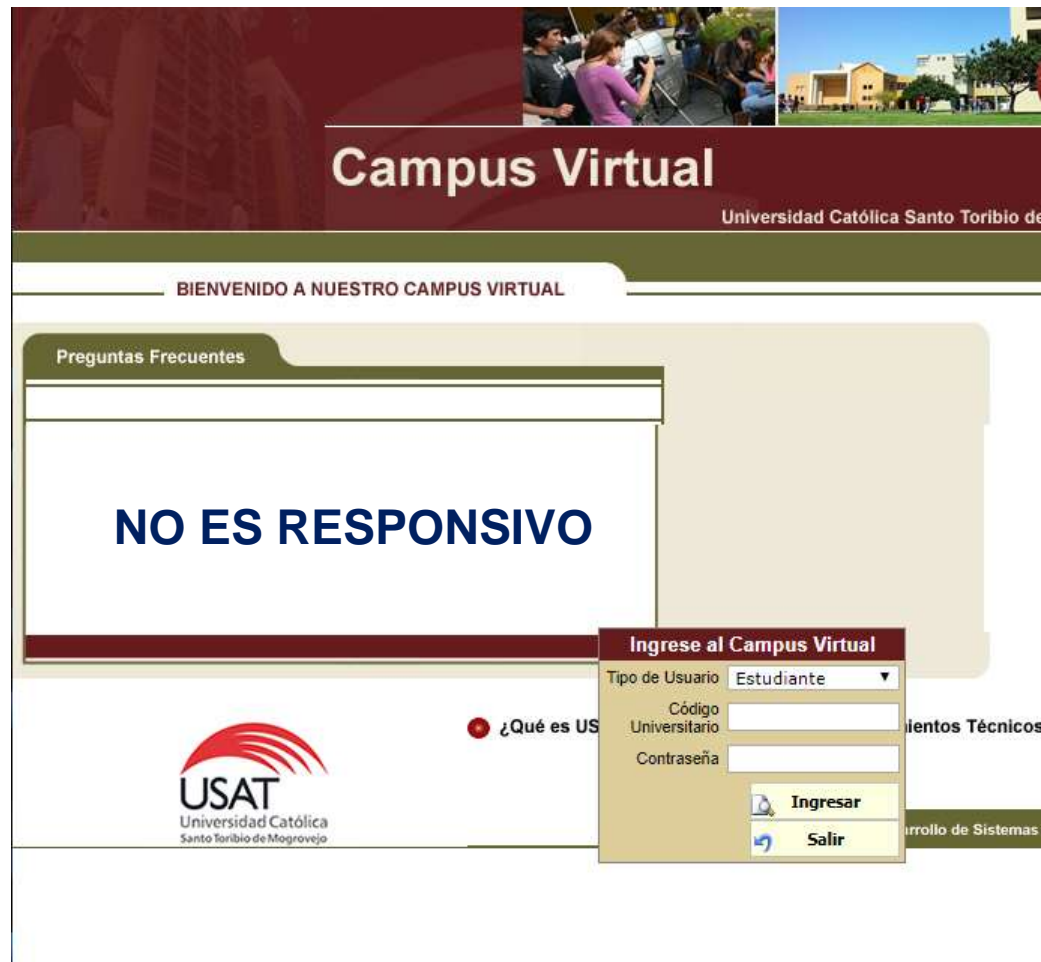 Campus Virtual
Universidad Católica Santo Toribio de
BIENVENIDO A NUESTRO CAMPUS VIRTUAL
Preguntas Frecuentes
NO ES RESPONSIVO
Ingrese al Campus Virtual
Tipo de Usuario Estudiante
Código
Universitario
Contraseña
Ingresar
Salir
¿Qué es US
ientos Técnicos
USAT
Universidad Católica
Santo Toribio de Mogrovejo
rrollo de Sistemas